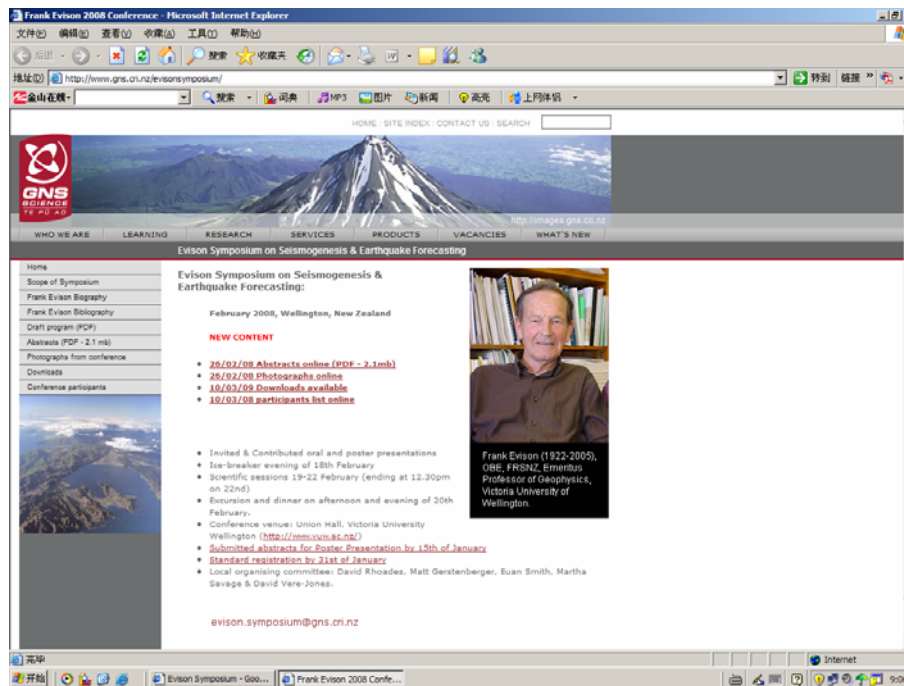 Frank Evison 2008 Conference - Microsoft Internet Explorer
文件(F) 编辑(E) 查看(V) 收藏(A) 工具(T) 帮助(H)
后退 搜索 收藏夹
地址(D) http://www.gns.cri.nz/evisonsymposium/ 转到 链接 »
金山在线 搜索 词典 MP3 图片 新闻 高亮 上网伴侣
HOME : SITE INDEX : CONTACT US : SEARCH
GNS
SCIENCE
TE PŪ AO
http://images.gns.cri.nz
WHO WE ARE LEARNING RESEARCH SERVICES PRODUCTS VACANCIES WHAT'S NEW
Evison Symposium on Seismogenesis & Earthquake Forecasting
Home
Scope of Symposium
Frank Evison Biography
Frank Evison Bibliography
Draft program (PDF)
Abstracts (PDF - 2.1 mb)
Photographs from conference
Downloads
Conference partisipants
Evison Symposium on Seismogenesis &
Earthquake Forecasting:
February 2008, Wellington, New Zealand
NEW CONTENT
26/02/08 Abstracts online (PDF - 2.1mb)
26/02/08 Photographs online
10/03/09 Downloads available
10/03/08 participants list online
Invited & Contributed oral and poster presentations
Ice-breaker evening of 18th February
Scientific sessions 19-22 February (ending at 12.30pm
on 22nd)
Excursion and dinner on afternoon and evening of 20th
February.
Conference venue: Union Hall, Victoria University
Wellington (http://www.vuw.ac.nz/)
Submitted abstracts for Poster Presentation by 15th of January
Standard registration by 31st of January
Local organising committee: David Rhoades, Matt Gerstenberger, Euan Smith, Martha
Savage & David Vere-Jones.
Frank Evison (1922-2005),
OBE, FRSNZ, Emeritus
Professor of Geophysics,
Victoria University of
Wellington.
evison.symposium@gns.cri.nz
完毕 Internet
开始 Evison Symposium - Goo... Frank Evison 2008 Confe...